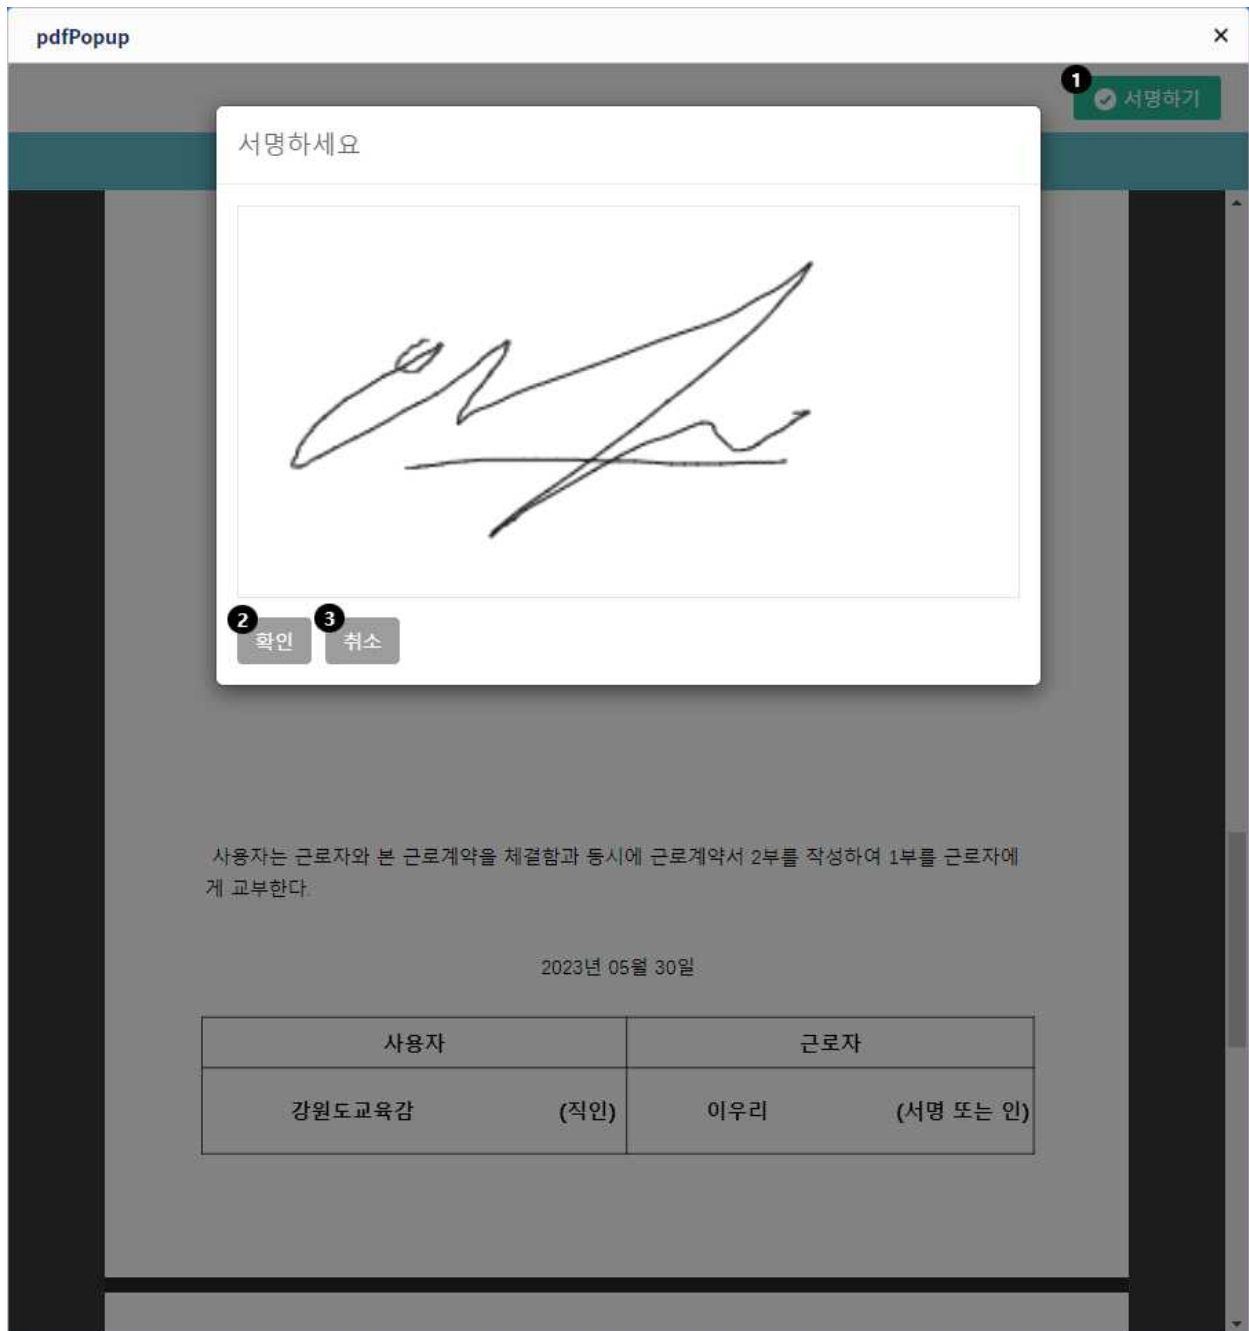 pdfPopup
×
1
서명하기
서명하세요
2
확인
3
취소
사용자는 근로자와 본 근로계약을 체결함과 동시에 근로계약서 2부를 작성하여 1부를 근로자에
게 교부한다.
2023년 05월 30일
사용자 근로자
강원도교육감 (직인) 이우리 (서명 또는 인)